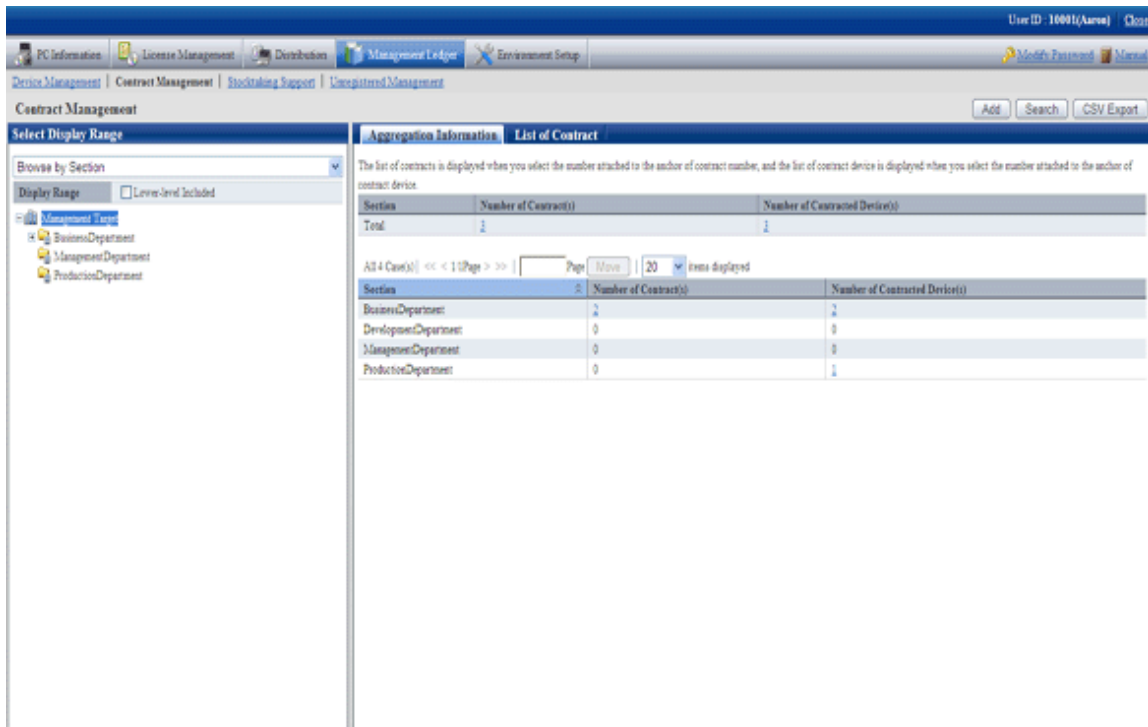 User ID : 10001(Aaron) Close
PC Information License Management Distribution Management Ledger Environment Setup Modify Password Manual
Device Management | Contract Management | Stocktaking Support | Unregistered Management
Contract Management Add Search CSV Export
Select Display Range
Browse by Section
Display Range Lower-level Included
Management Target
BusinessDepartment
ManagementDepartment
ProductionDepartment
Aggregation Information List of Contract
The list of contracts is displayed when you select the number attached to the anchor of contract number, and the list of contract device is displayed when you select the number attached to the anchor of
contract device.
Section Number of Contract(s) Number of Contracted Device(s)
Total
All 4 Case(s) | << < 1/1Page > >> | Page Move | 20 items displayed
Section Number of Contract(s) Number of Contracted Device(s)
BusinessDepartment
DevelopmentDepartment 0 0
ManagementDepartment 0 0
ProductionDepartment 0 1